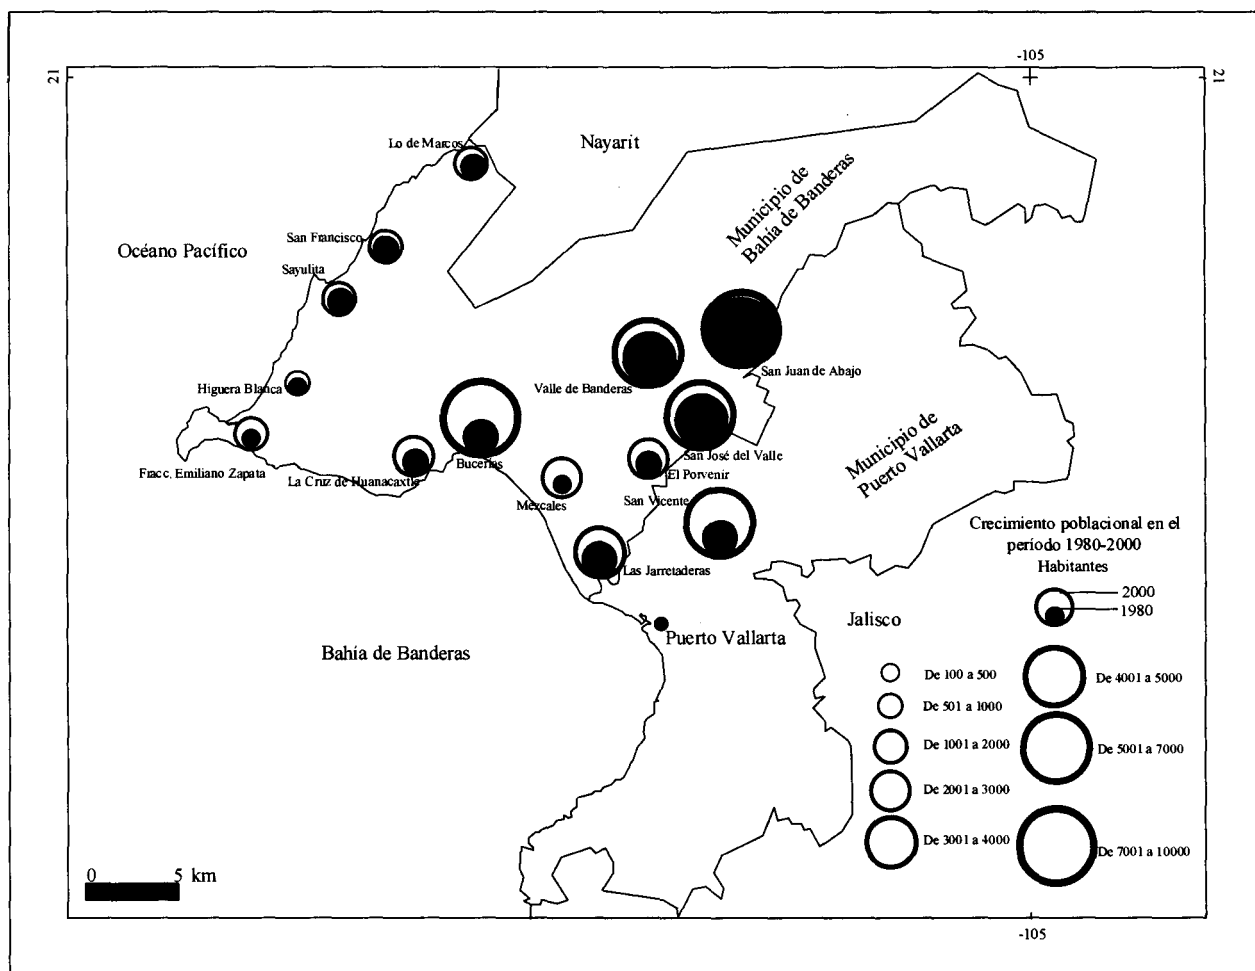 -105
21
21
Lo de Marcos
Nayarit
Municipio de
Bahía de Banderas
San Francisco
Océano Pacífico
Sayulita
San Juan de Abajo
Higuera Blanca
Valle de Banderas
Municipio de
Puerto Vallarta
Fracc. Emiliano Zapata
La Cruz de Huanacaxtle
Bucerías
San José del Valle
El Porvenir
Mezcales
San Vicente
Las Jarretaderas
Puerto Vallarta
Bahía de Banderas
Jalisco
Crecimiento poblacional en el
período 1980-2000
Habitantes
2000
1980
De 100 a 500
De 501 a 1000
De 1001 a 2000
De 2001 a 3000
De 3001 a 4000
De 4001 a 5000
De 5001 a 7000
De 7001 a 10000
0 5 km
-105